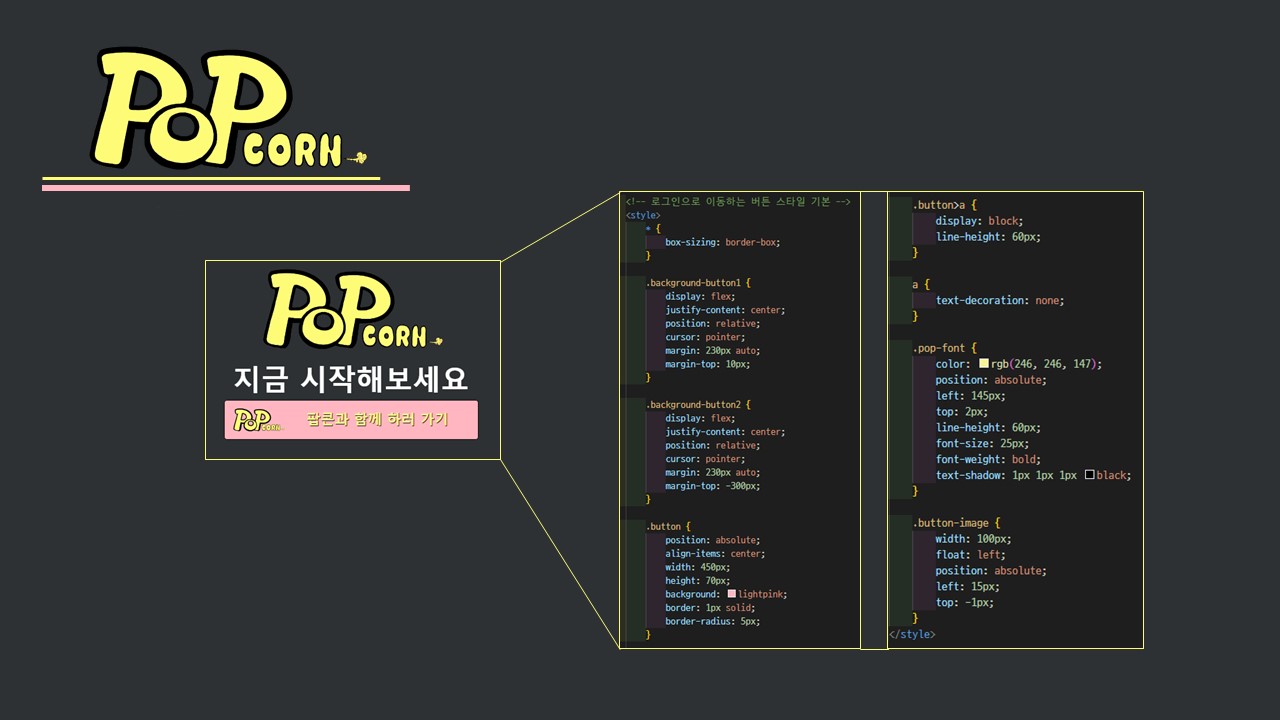 POPCORN
POPCORN
지금 시작해보세요
POPCORN 팝콘과 함께 하러 가기
<!-- 로그인으로 이동하는 버튼 스타일 기본 -->
<style>
* {
box-sizing: border-box;
}
.background-button1 {
display: flex;
justify-content: center;
position: relative;
cursor: pointer;
margin: 230px auto;
margin-top: 10px;
}
.background-button2 {
display: flex;
justify-content: center;
position: relative;
cursor: pointer;
margin: 230px auto;
margin-top: -300px;
}
.button {
position: absolute;
align-items: center;
width: 450px;
height: 70px;
background: lightpink;
border: 1px solid;
border-radius: 5px;
}
.button>a {
display: block;
line-height: 60px;
}
a {
text-decoration: none;
}
.pop-font {
color: rgb(246, 246, 147);
position: absolute;
left: 145px;
top: 2px;
line-height: 60px;
font-size: 25px;
font-weight: bold;
text-shadow: 1px 1px 1px black;
}
.button-image {
width: 100px;
float: left;
position: absolute;
left: 15px;
top: -1px;
}
</style>